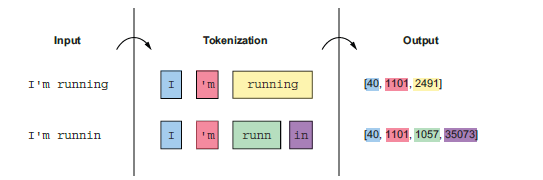 Input Tokenization Output
I'm running I 'm running [40, 1101, 2491]
I'm runnin I 'm runn in [40, 1101, 1057, 35073]